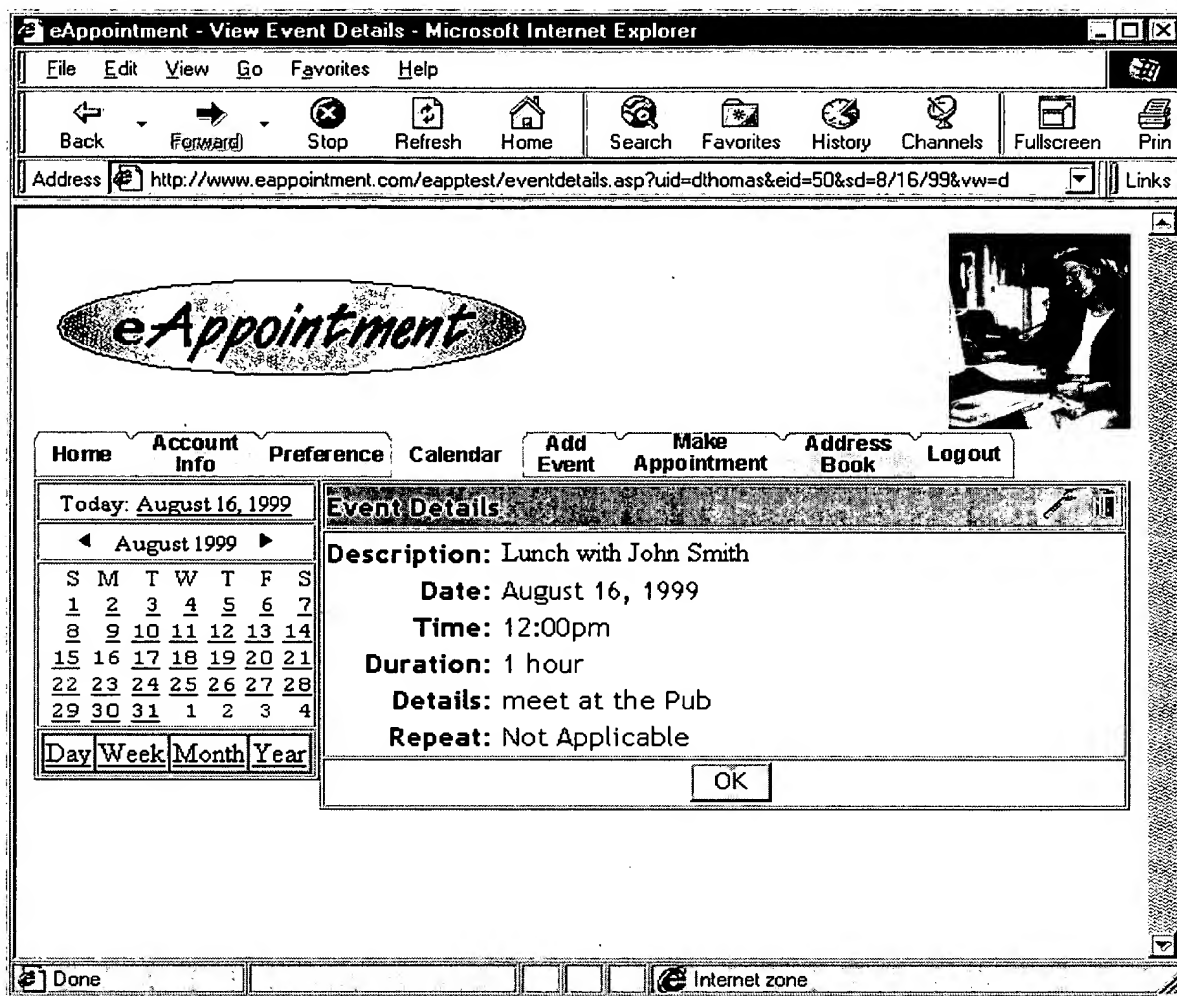 eAppointment - View Event Details - Microsoft Internet Explorer
File Edit View Go Favorites Help
Back Forward Stop Refresh Home Search Favorites History Channels Fullscreen Prin
Address http://www.eappointment.com/eapptest/eventdetails.asp?uid=dthomas&eid=50&sd=8/16/99&vw=d Links
eAppointment
Home Account Info Preference Calendar Add Event Make Appointment Address Book Logout
Today: August 16, 1999
August 1999
S M T W T F S
1 2 3 4 5 6 7
8 9 10 11 12 13 14
15 16 17 18 19 20 21
22 23 24 25 26 27 28
29 30 31 1 2 3 4
Day Week Month Year
Event Details
Description: Lunch with John Smith
Date: August 16, 1999
Time: 12:00pm
Duration: 1 hour
Details: meet at the Pub
Repeat: Not Applicable
OK
Done Internet zone